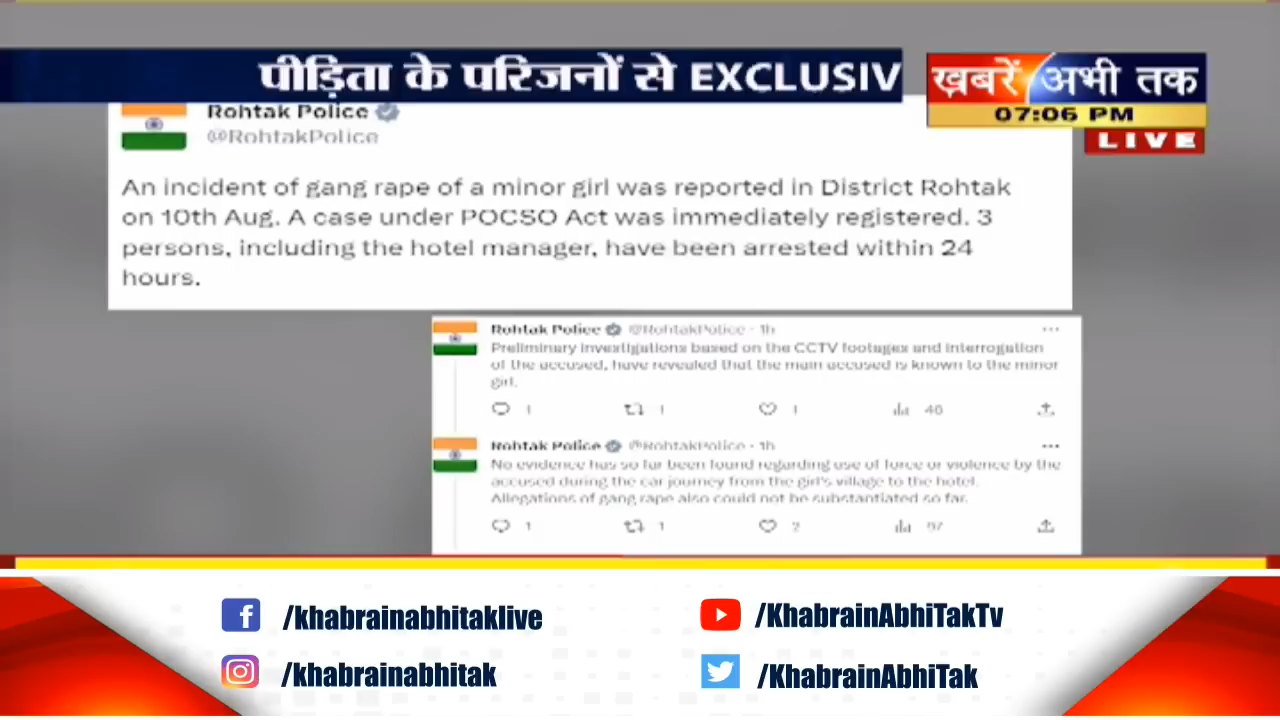 पीड़िता के परिजनों से EXCLUSIV
ख़बरें अभी तक
07:06 PM
LIVE
Rohtak Police
@RohtakPolice
An incident of gang rape of a minor girl was reported in District Rohtak
on 10th Aug. A case under POCSO Act was immediately registered. 3
persons, including the hotel manager, have been arrested within 24
hours.
Rohtak Police @RohtakPolice · 1h
Preliminary investigations based on the CCTV footages and interrogation
of the accused, have revealed that the main accused is known to the minor
girl.
1 1 1 40
Rohtak Police @RohtakPolice · 1h
No evidence has so far been found regarding use of force or violence by the
accused during the car journey from the girl's village to the hotel.
Allegations of gang rape also could not be substantiated so far.
1 1 2 97
/khabrainabhitaklive
/KhabrainAbhiTakTv
/khabrainabhitak
/KhabrainAbhiTak